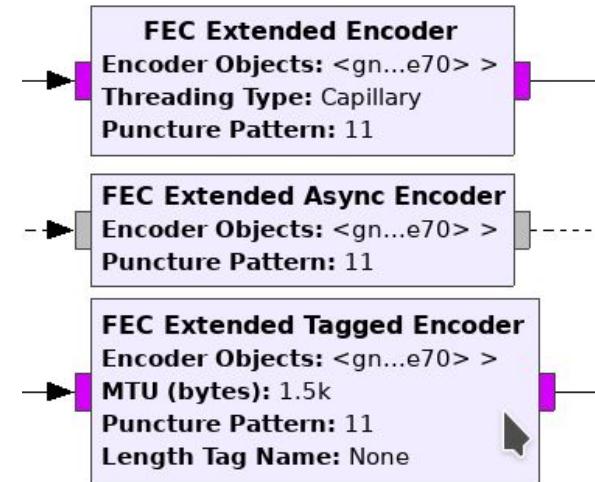 FEC Extended Encoder
Encoder Objects: <gn...e70> >
Threading Type: Capillary
Puncture Pattern: 11
FEC Extended Async Encoder
Encoder Objects: <gn...e70> >
Puncture Pattern: 11
FEC Extended Tagged Encoder
Encoder Objects: <gn...e70> >
MTU (bytes): 1.5k
Puncture Pattern: 11
Length Tag Name: None